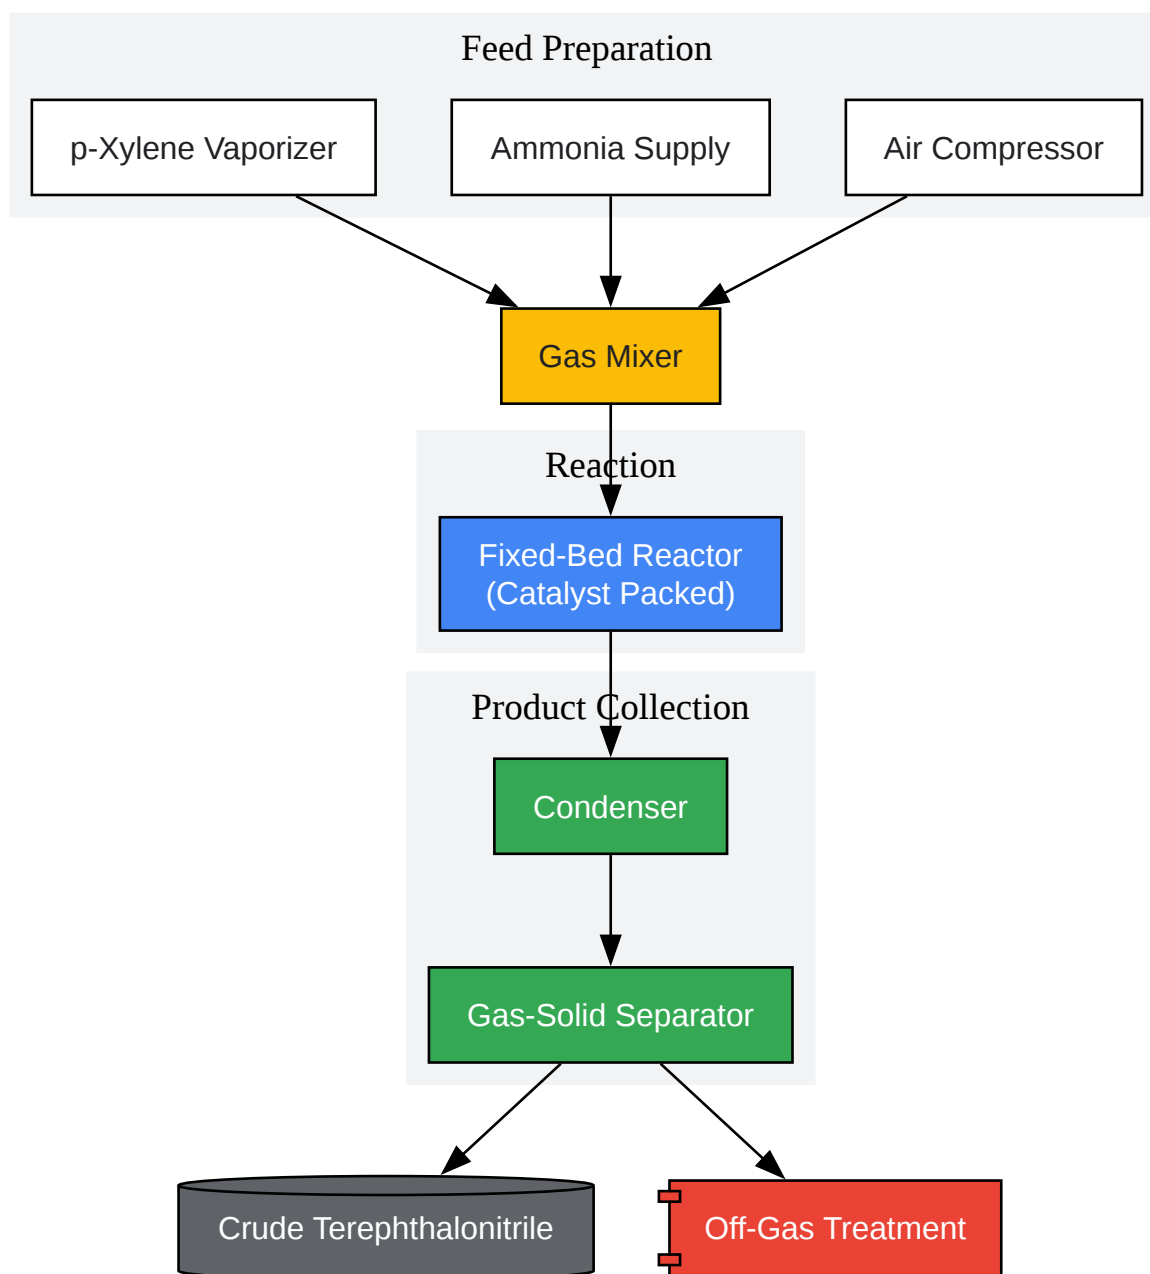 Feed Preparation
p-Xylene Vaporizer
Ammonia Supply
Air Compressor
Gas Mixer
Reaction
Fixed-Bed Reactor
(Catalyst Packed)
Product Collection
Condenser
Gas-Solid Separator
Crude Terephthalonitrile
Off-Gas Treatment